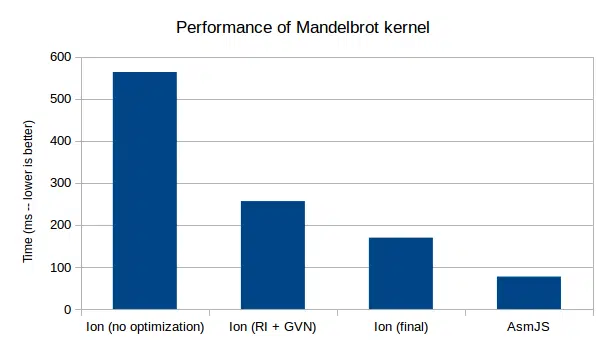 Performance of Mandelbrot kernel
Time (ms -- lower is better)
600
500
400
300
200
100
0
Ion (no optimization)
Ion (RI + GVN)
Ion (final)
AsmJS